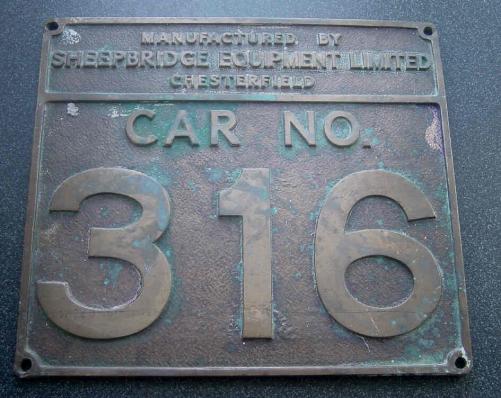 MANUFACTURED BY
SHEEPBRIDGE EQUIPMENT LIMITED
CHESTERFIELD
CAR NO.
316